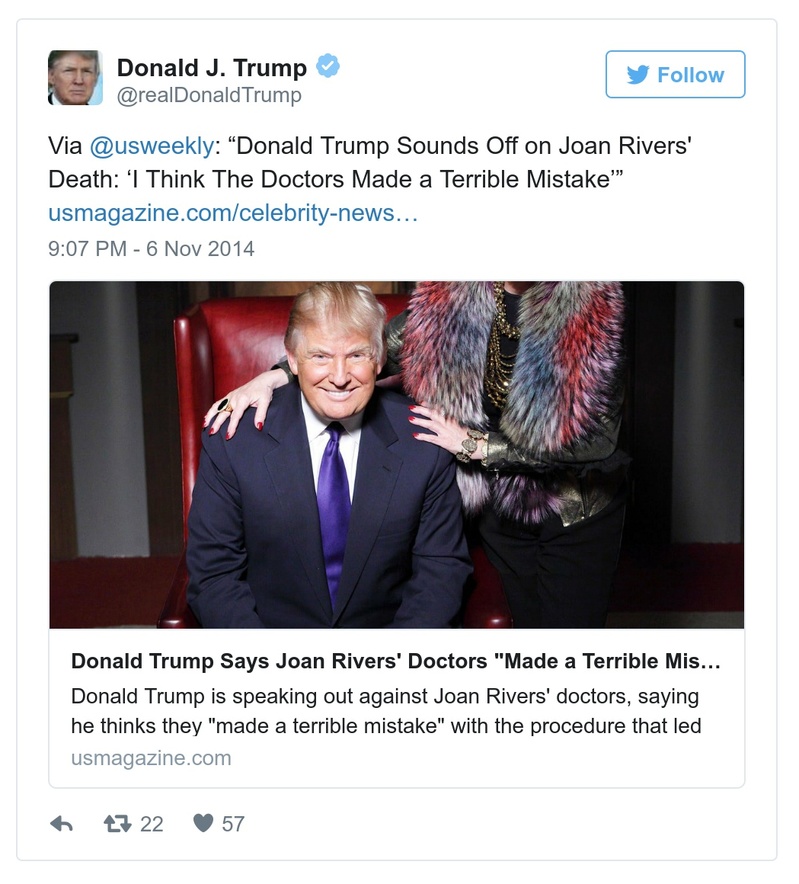 Donald J. Trump
@realDonaldTrump
Follow
Via @usweekly: “Donald Trump Sounds Off on Joan Rivers'
Death: ‘I Think The Doctors Made a Terrible Mistake’”
usmagazine.com/celebrity-news…
9:07 PM - 6 Nov 2014
Donald Trump Says Joan Rivers' Doctors "Made a Terrible Mis…
Donald Trump is speaking out against Joan Rivers' doctors, saying
he thinks they "made a terrible mistake" with the procedure that led
usmagazine.com
22
57